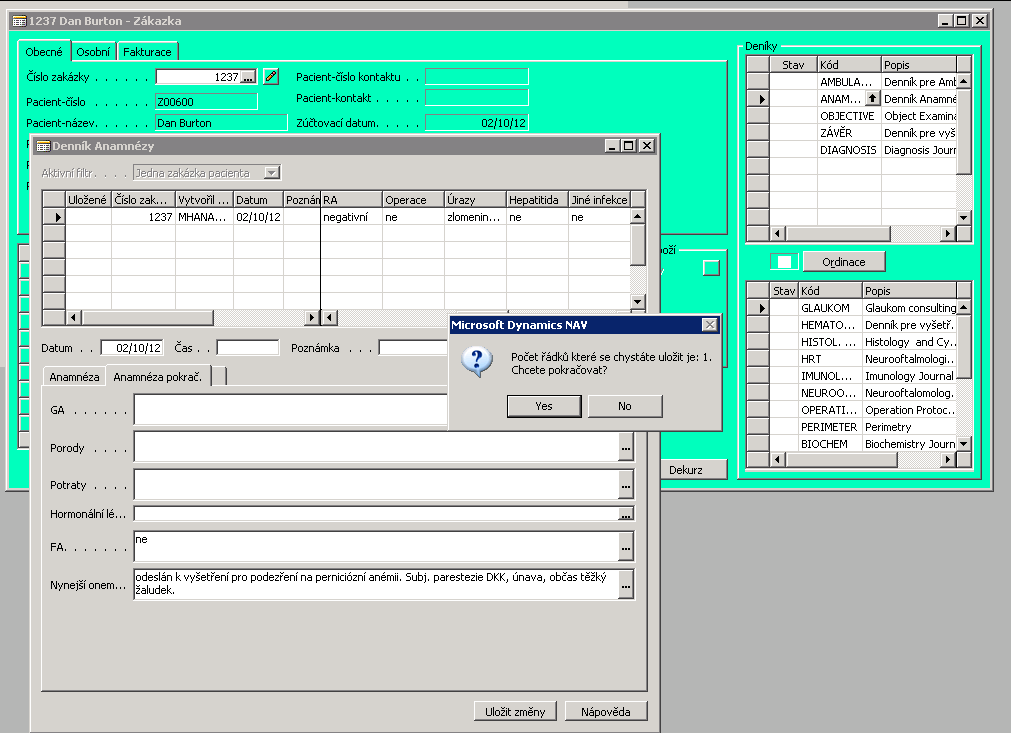 1237 Dan Burton - Zákazka
Obecné Osobní Fakturace
Číslo zakázky . . . . . . 1237 ...
Pacient-číslo kontaktu . .
Pacient-číslo . . . . . . Z00600
Pacient-kontakt . . . . .
Pacient-název. . . . . . Dan Burton
Zúčtovací datum. . . . . 02/10/12
Deníky
Stav Kód Popis
AMBULA... Denník pre Amb
ANAM... Denník Anamné
OBJECTIVE Object Examina
ZÁVĚR Denník pre vyš
DIAGNOSIS Diagnosis Jourr
Ordinace
Stav Kód Popis
GLAUKOM Glaukom consulting
HEMATO... Denník pre vyšetř.
HISTOL. ... Histology and Cy..
HRT Neurooftalmologi...
IMUNOL... Imunology Journal
NEUROO... Neurooftalomolog.
OPERATI... Operation Protoc...
PERIMETER Perimetry
BIOCHEM Biochemistry Journ
boží
Dekurz
Denník Anamnézy
Aktivní filtr. . . . . Jedna zakázka pacienta
Uložené Číslo zak... Vytvořil ... Datum Poznán RA Operace Úrazy Hepatitida Jiné infekce
1237 MHANA... 02/10/12 negativní ne zlomenin... ne ne
Datum . . 02/10/12 Čas . . Poznámka . . .
Anamnéza Anamnéza pokrač.
GA . . . . . . .
Porody . . . . ...
Potraty . . . . ...
Hormonální lé... ...
FA. . . . . . . . ne ...
Nynejší onem... odeslán k vyšetření pro podezření na perniciózní anémii. Subj. parestezie DKK, únava, občas těžký ...
žaludek.
Uložit změny Nápověda
Microsoft Dynamics NAV
Počet řádků které se chystáte uložit je: 1.
Chcete pokračovat?
Yes No